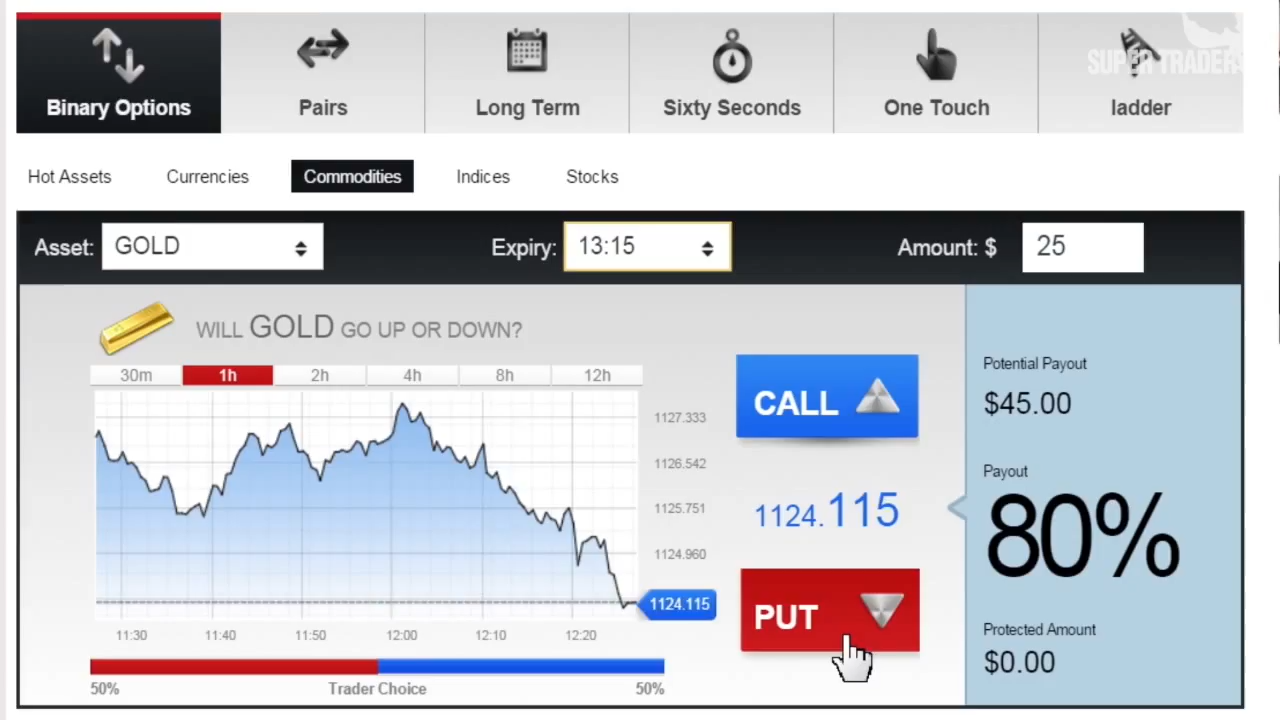 SUPER TRADER
Binary Options
Pairs
Long Term
Sixty Seconds
One Touch
ladder
Hot Assets
Currencies
Commodities
Indices
Stocks
Asset: GOLD
Expiry: 13:15
Amount: $ 25
WILL GOLD GO UP OR DOWN?
30m 1h 2h 4h 8h 12h
1127.333
1126.542
1125.751
1124.960
1124.115
11:30 11:40 11:50 12:00 12:10 12:20
50% Trader Choice 50%
CALL
1124.115
PUT
Potential Payout
$45.00
Payout
80%
Protected Amount
$0.00